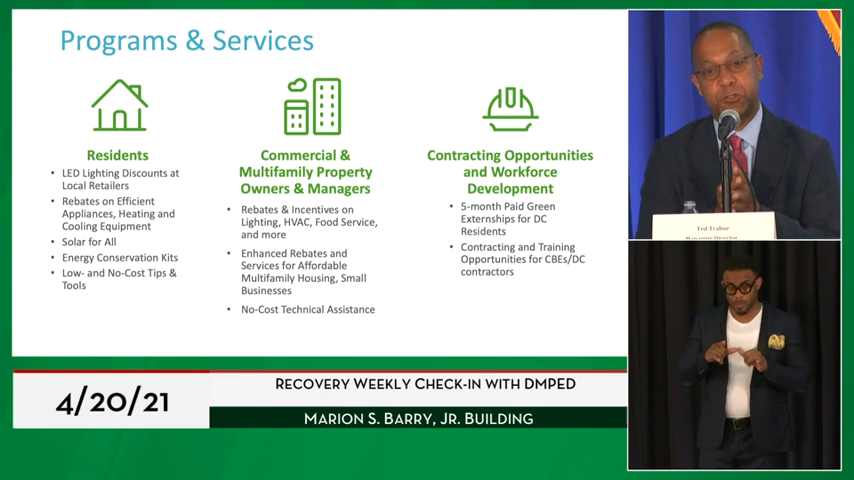 Programs & Services
Residents
• LED Lighting Discounts at
Local Retailers
• Rebates on Efficient
Appliances, Heating and
Cooling Equipment
• Solar for All
• Energy Conservation Kits
• Low- and No-Cost Tips &
Tools
Commercial &
Multifamily Property
Owners & Managers
• Rebates & Incentives on
Lighting, HVAC, Food Service,
and more
• Enhanced Rebates and
Services for Affordable
Multifamily Housing, Small
Businesses
• No-Cost Technical Assistance
Contracting Opportunities
and Workforce
Development
• 5-month Paid Green
Externships for DC
Residents
• Contracting and Training
Opportunities for CBEs/DC
contractors
Ted Trabue
Managing Director
4/20/21
RECOVERY WEEKLY CHECK-IN WITH DMPED
MARION S. BARRY, JR. BUILDING